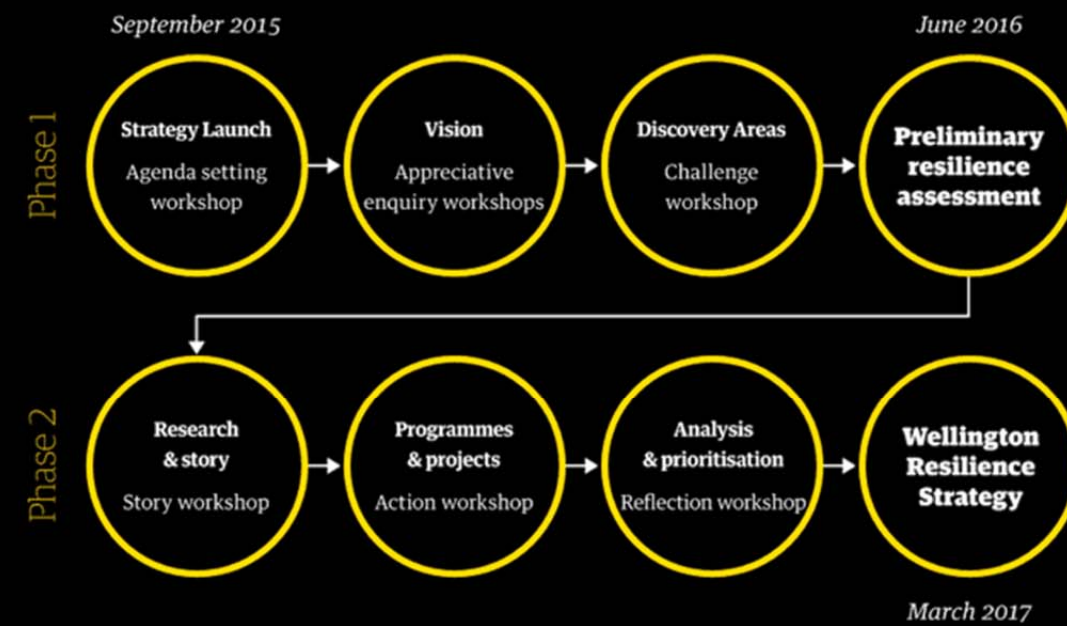 September 2015
June 2016
Phase 1
Strategy Launch
Agenda setting
workshop
Vision
Appreciative
enquiry workshops
Discovery Areas
Challenge
workshop
Preliminary
resilience
assessment
Phase 2
Research
& story
Story workshop
Programmes
& projects
Action workshop
Analysis
& prioritisation
Reflection workshop
Wellington
Resilience
Strategy
March 2017